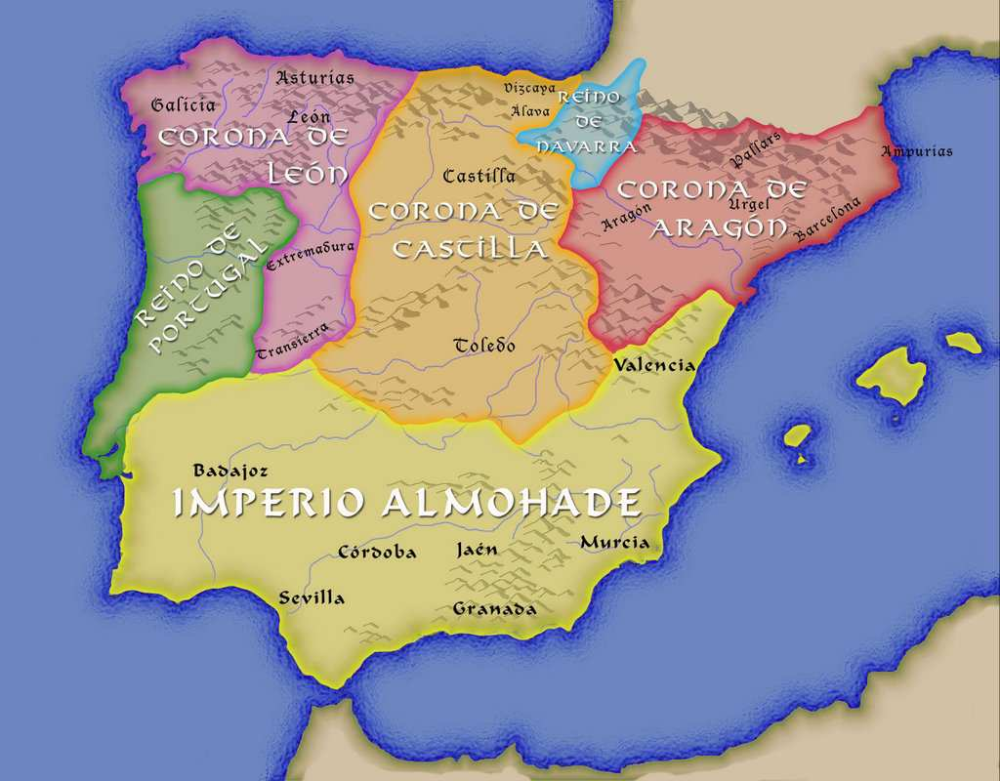 Asturias
Galicia
León
CORONA DE
LEÓN
Vizcaya
Álava
REINO
DE
NAVARRA
Castilla
CORONA DE
CASTILLA
Pallars
Ampurias
CORONA DE
ARAGÓN
Aragón
Urgel
Barcelona
REINO DE
PORTUGAL
Extremadura
Transierra
Toledo
Valencia
Badajoz
IMPERIO ALMOHADE
Córdoba
Jaén
Murcia
Sevilla
Granada